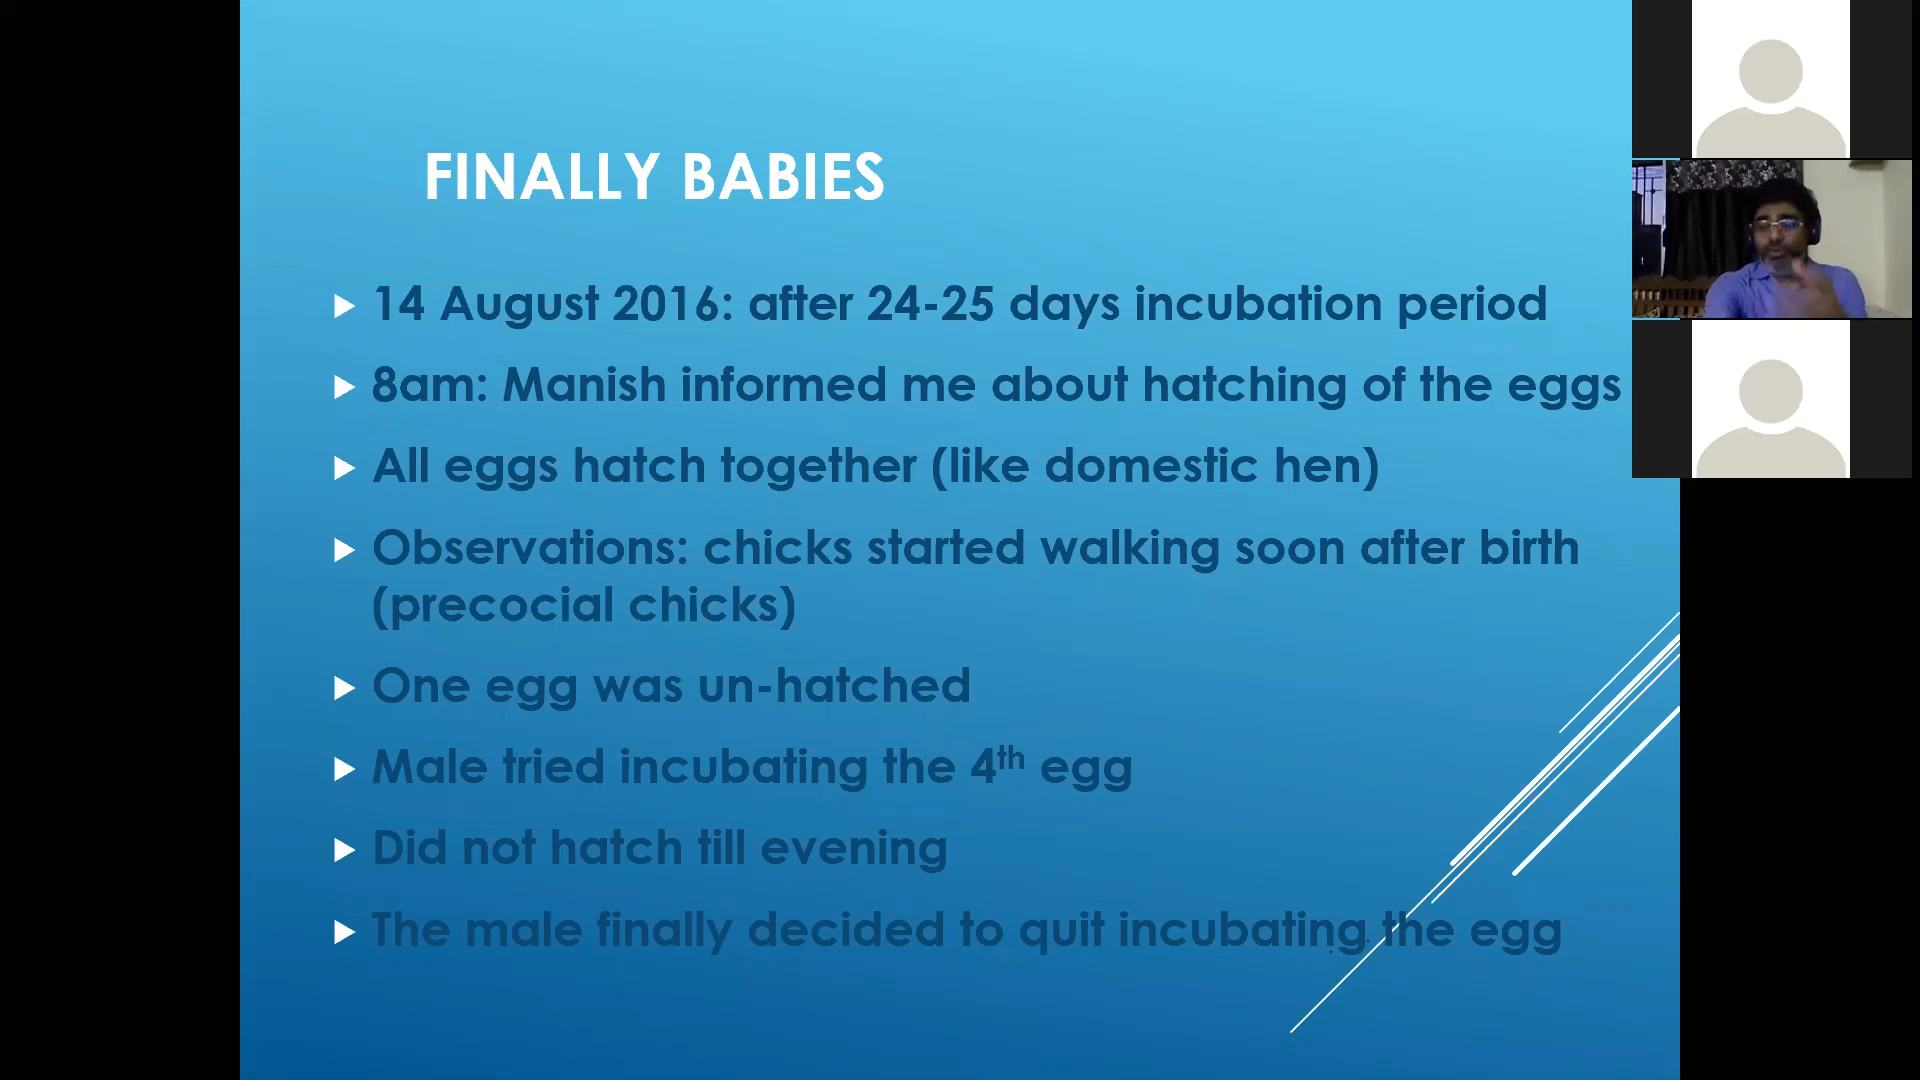 FINALLY BABIES
14 August 2016: after 24-25 days incubation period
8am: Manish informed me about hatching of the eggs
All eggs hatch together (like domestic hen)
Observations: chicks started walking soon after birth
(precocial chicks)
One egg was un-hatched
Male tried incubating the 4th egg
Did not hatch till evening
The male finally decided to quit incubating the egg